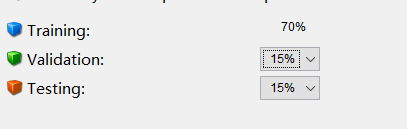 Training: 70%
Validation: 15%
Testing: 15%